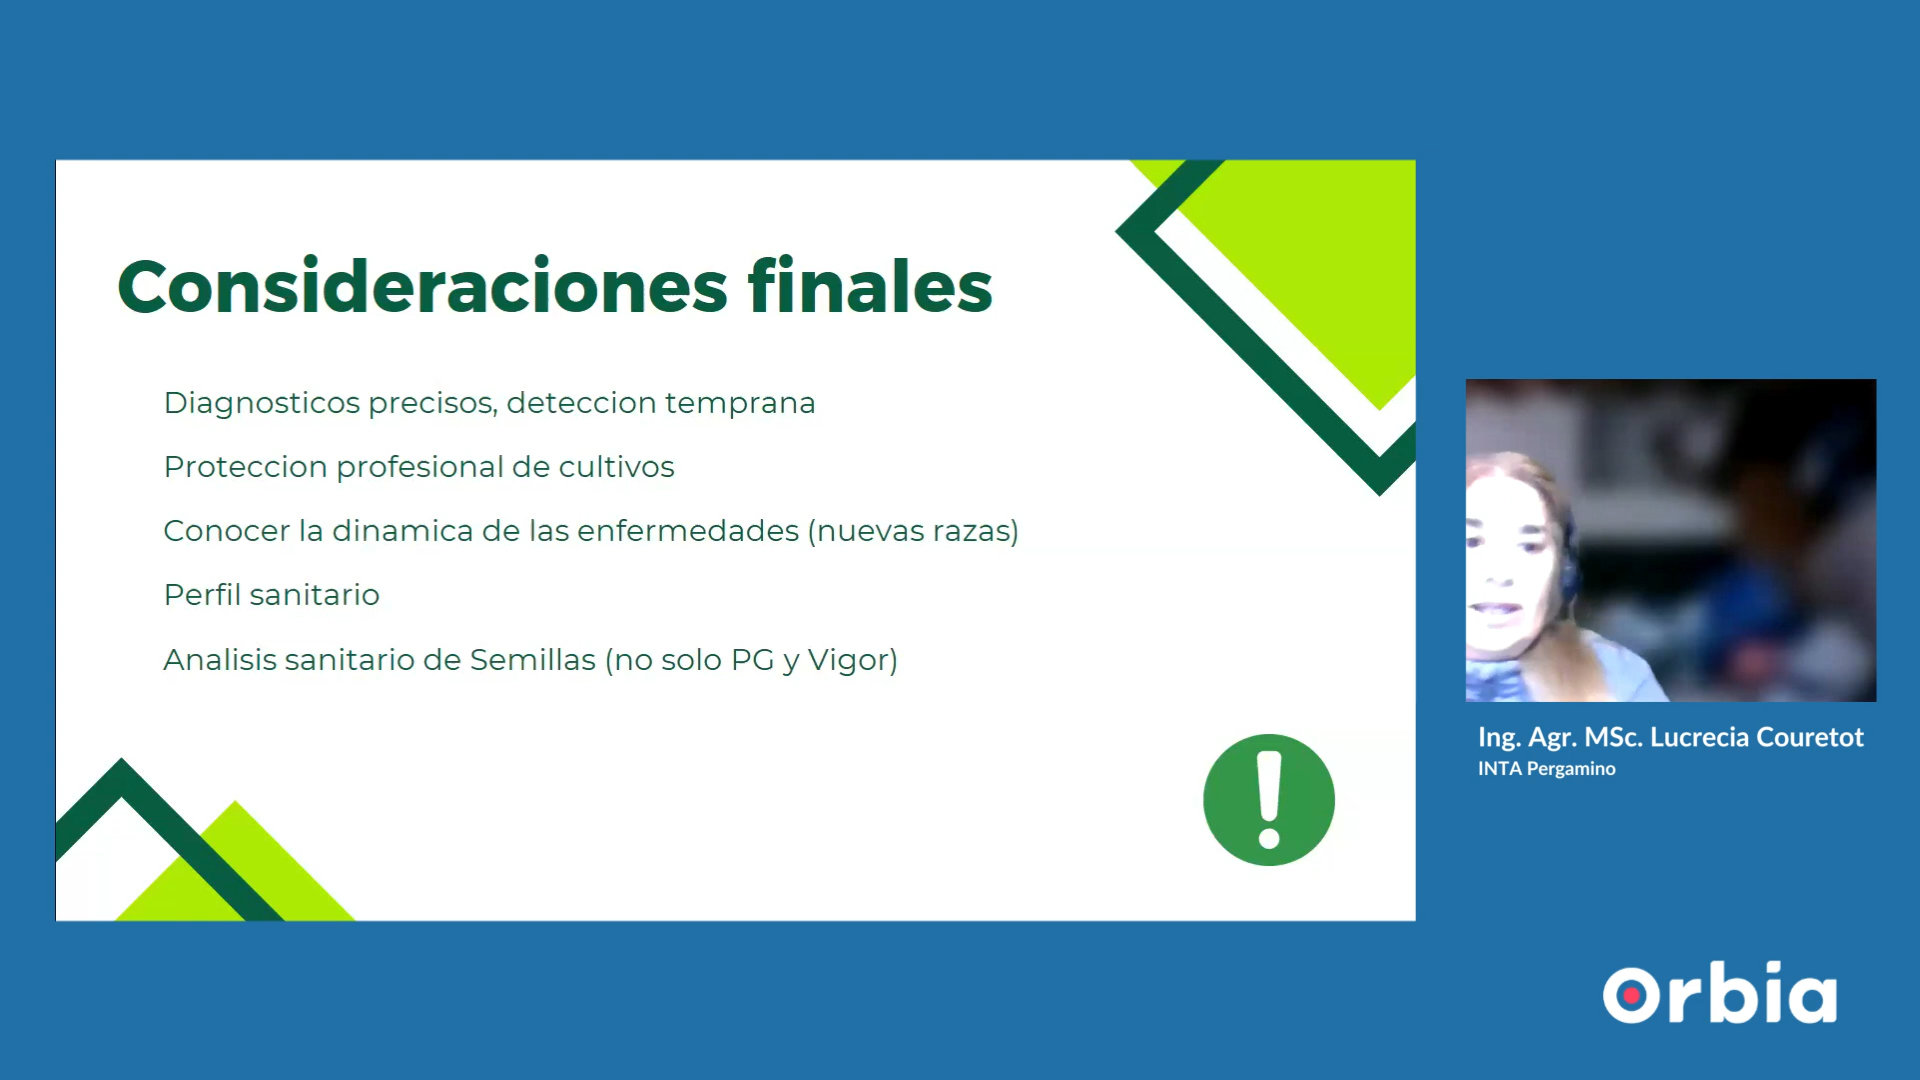 Consideraciones finales
Diagnosticos precisos, deteccion temprana
Proteccion profesional de cultivos
Conocer la dinamica de las enfermedades (nuevas razas)
Perfil sanitario
Analisis sanitario de Semillas (no solo PG y Vigor)
Ing. Agr. MSc. Lucrecia Couretot
INTA Pergamino
Orbia